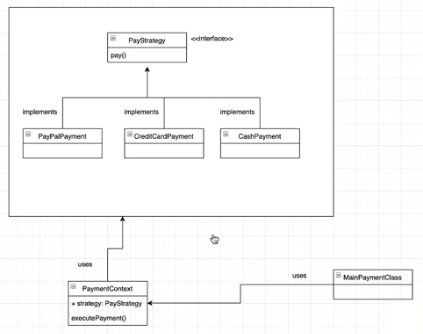 PayStrategy
<<interface>>
pay()
implements
implements
implements
PayPalPayment
CreditCardPayment
CashPayment
uses
uses
MainPaymentClass
PaymentContext
+ strategy: PayStrategy
executePayment()